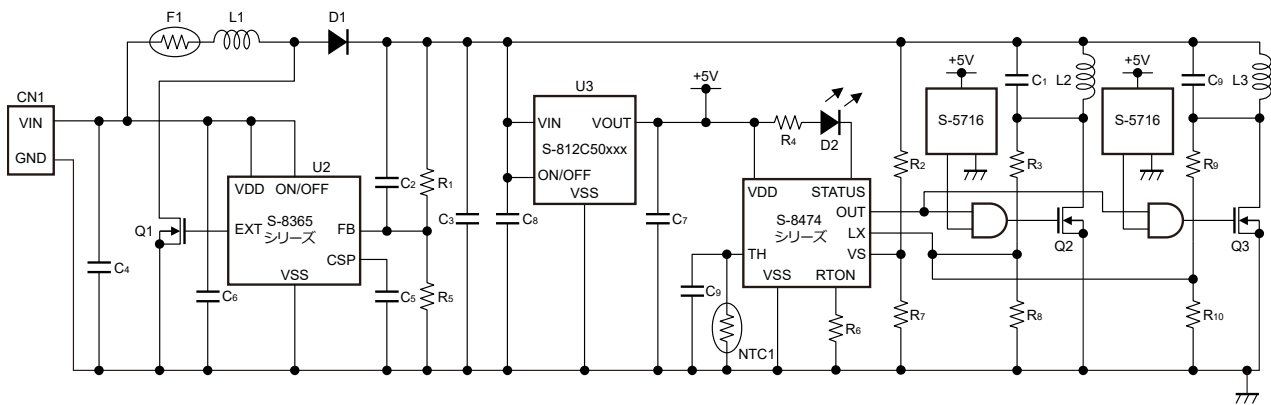 F1
L1
D1
CN1
VIN
GND
C4
Q1
C6
U2
VDD
ON/OFF
S-8365
シリーズ
EXT
FB
CSP
VSS
C2
R1
C5
R5
C3
C8
U3
VIN
VOUT
S-812C50xxx
ON/OFF
VSS
C7
+5V
R4
D2
VDD
STATUS
S-8474
シリーズ
OUT
LX
VS
TH
VSS
RTON
C9
NTC1
R6
R2
R7
+5V
S-5716
C1
L2
R3
Q2
R8
+5V
S-5716
C9
L3
R9
Q3
R10